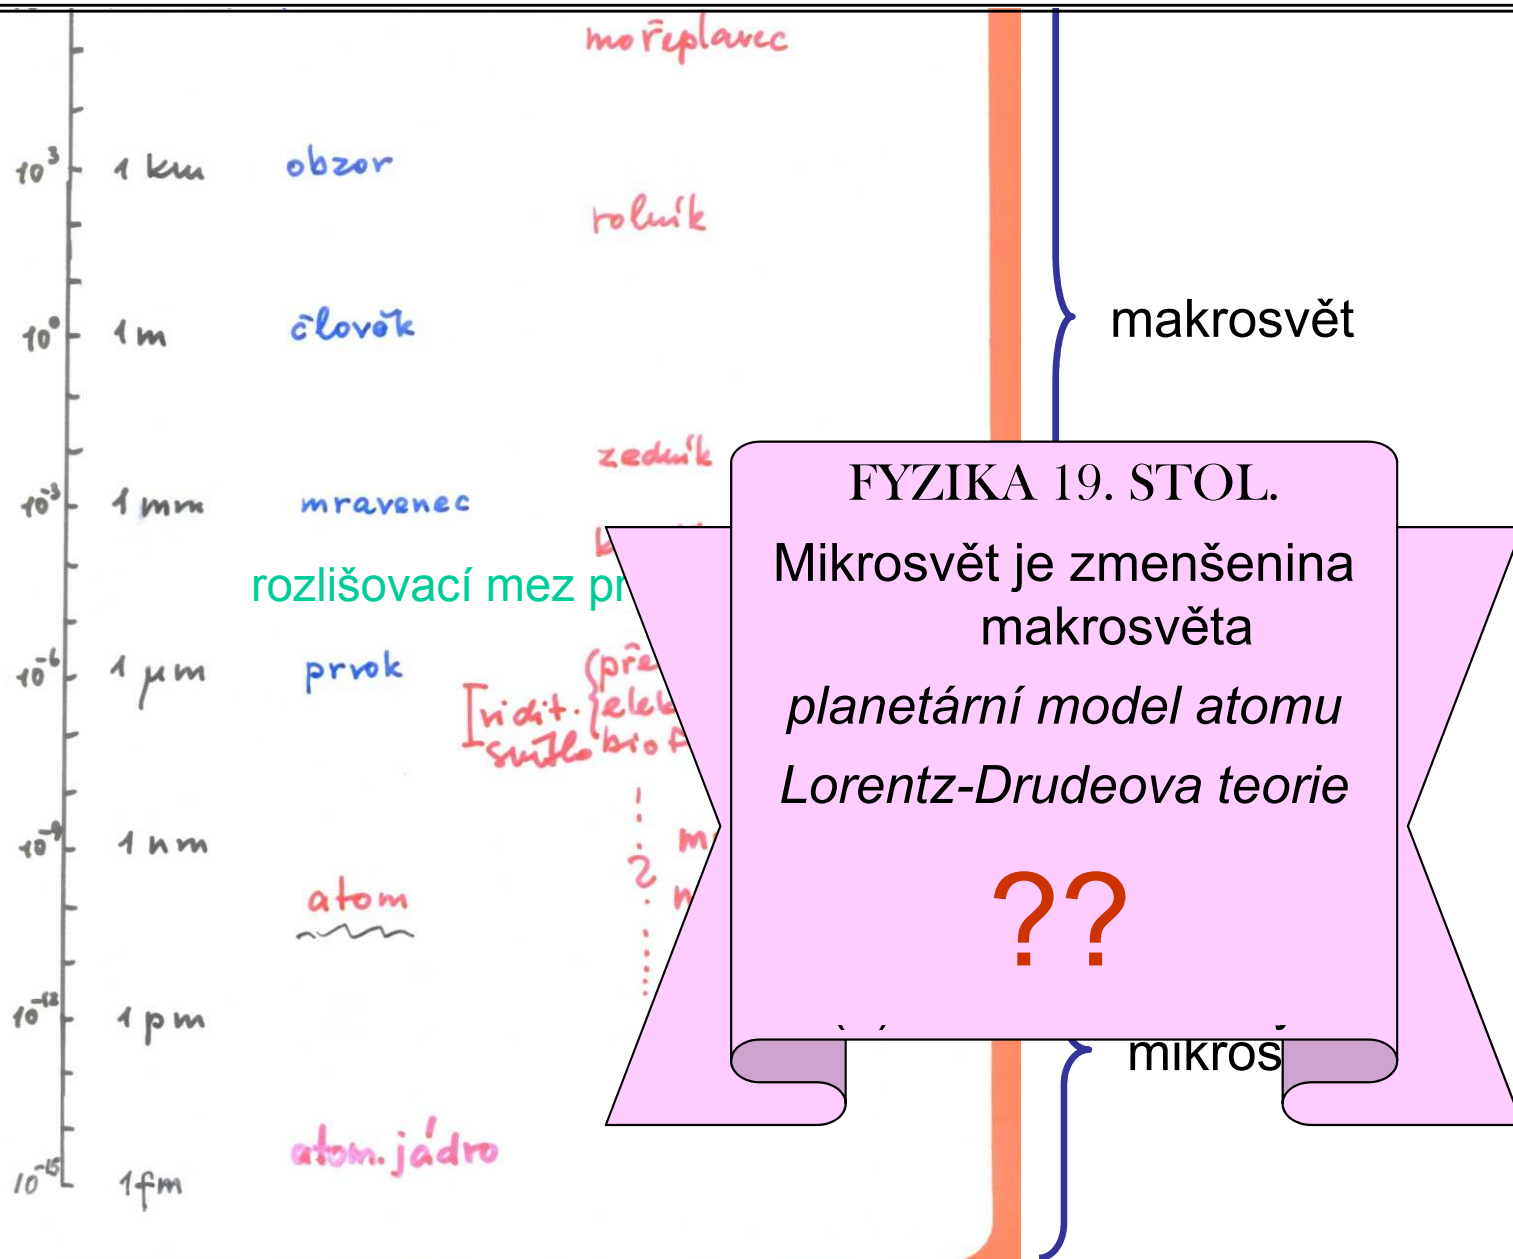 mořeplavec
10³ 1 km obzor
rolník
10⁰ 1 m člověk
makrosvět
zedník
10⁻³ 1 mm mravenec
rozlišovací mez
10⁻⁶ 1 μm prvok
vidit.
světlo
10⁻⁹ 1 nm
?
atom
10⁻¹² 1 pm
atom. jádro
10⁻¹⁵ 1 fm
FYZIKA 19. STOL.
Mikrosvět je zmenšenina
makrosvěta
planetární model atomu
Lorentz-Drudeova teorie
??